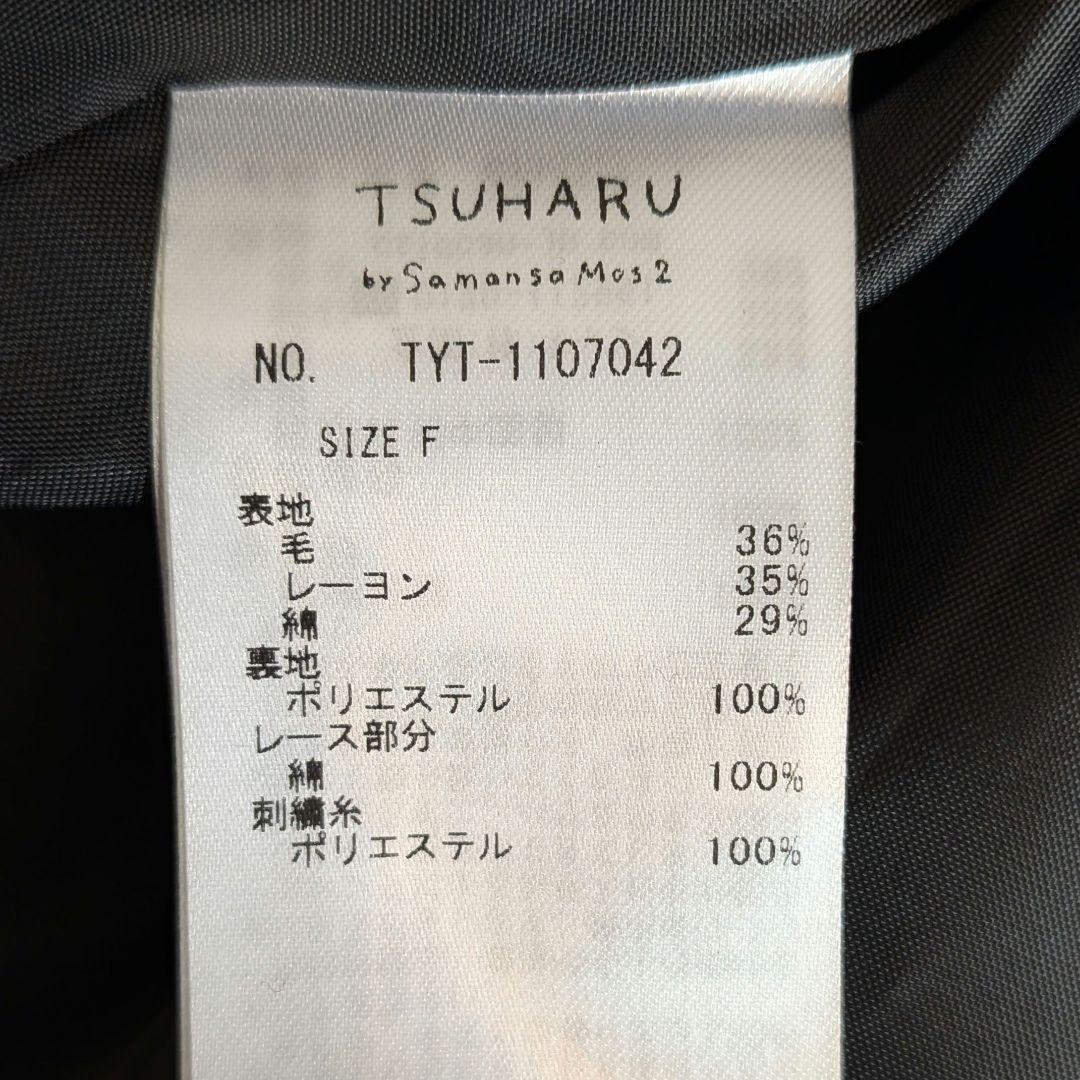 TSUHARU
by Samansa Mos2
NO. TYT-1107042
SIZE F
表地
毛 36%
レーヨン 35%
綿 29%
裏地
ポリエステル 100%
レース部分
綿 100%
刺繍糸
ポリエステル 100%